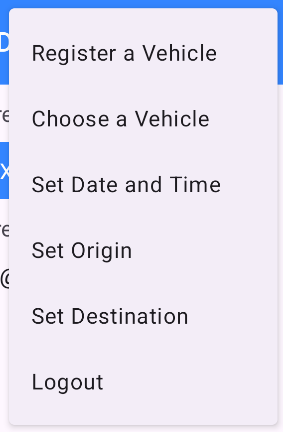 Register a Vehicle
Choose a Vehicle
Set Date and Time
Set Origin
Set Destination
Logout